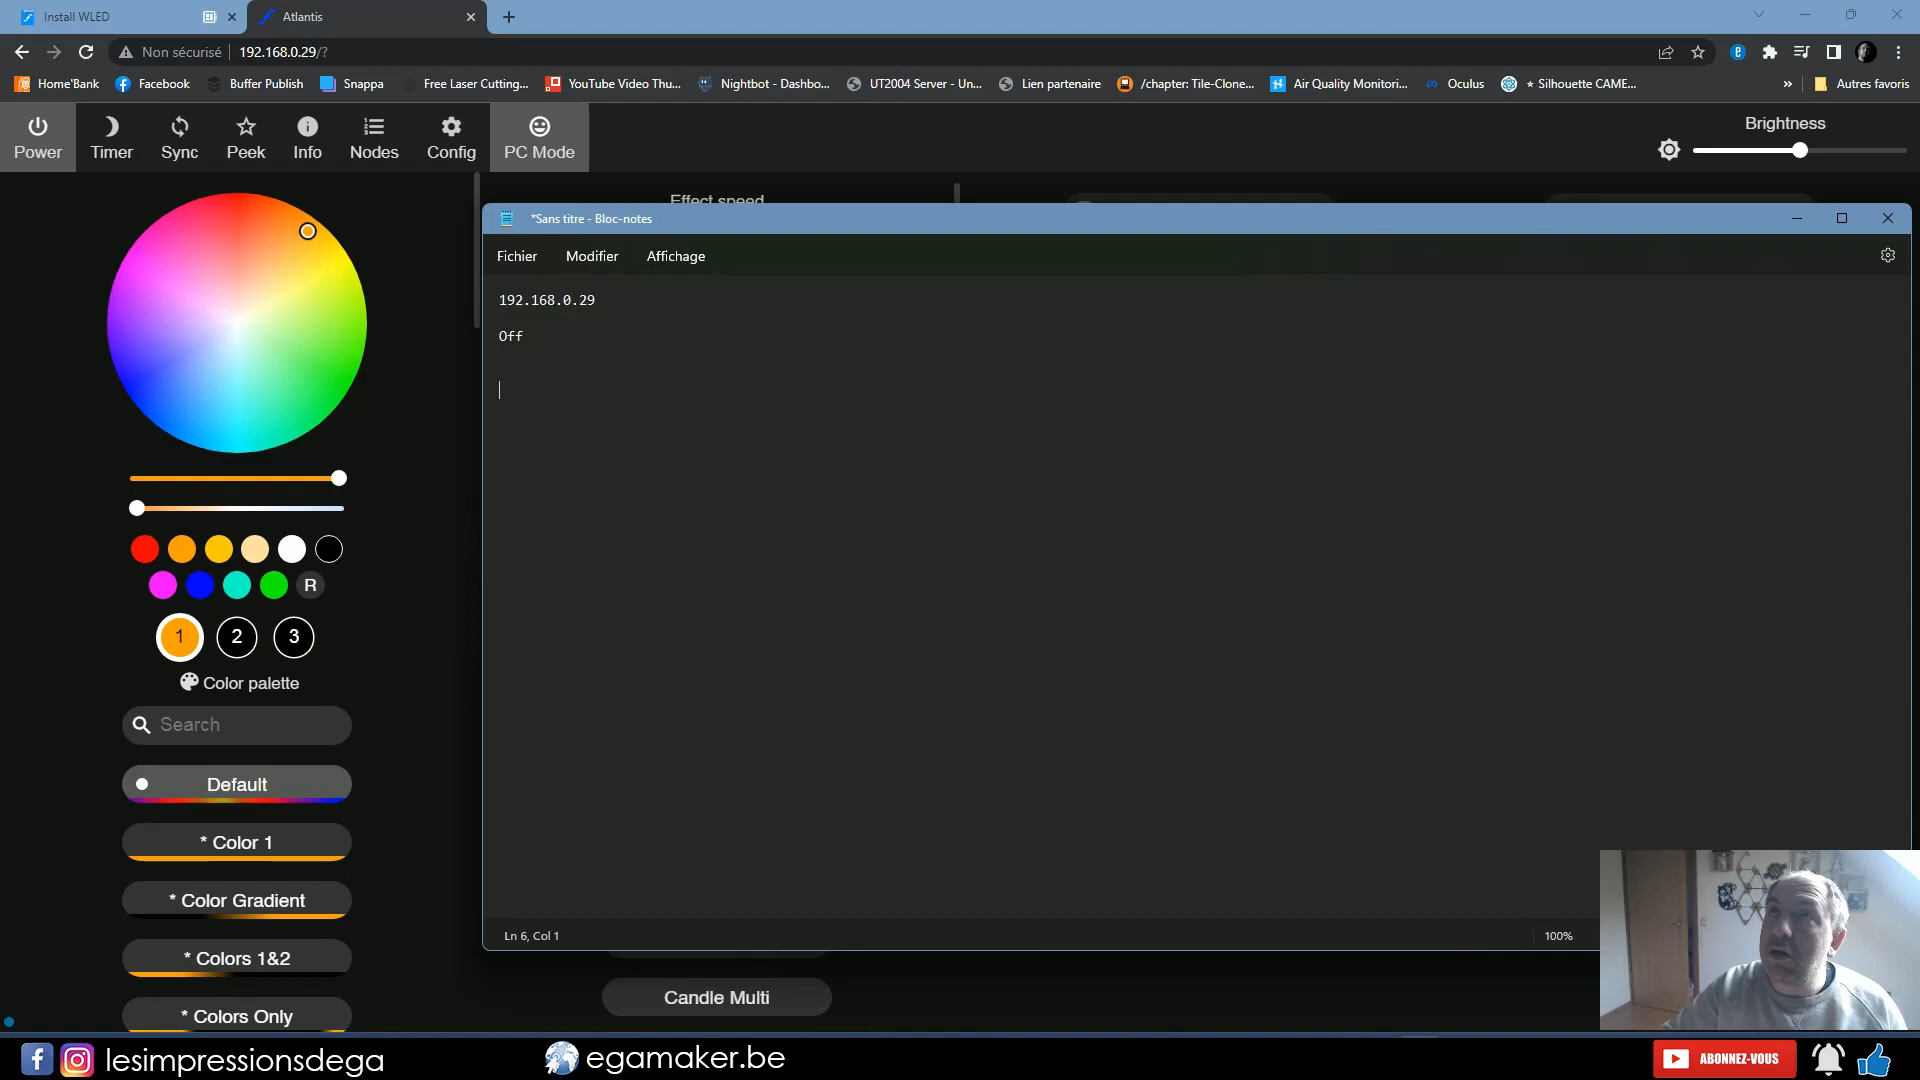 Install WLED
Atlantis
Non sécurisé
192.168.0.29/?
Home'Bank
Facebook
Buffer Publish
Snappa
Free Laser Cutting...
YouTube Video Thu...
Nightbot - Dashbo...
UT2004 Server - Un...
Lien partenaire
/chapter: Tile-Clone...
Air Quality Monitori...
Oculus
⋆ Silhouette CAME...
»
Autres favoris
Power
Timer
Sync
Peek
Info
Nodes
Config
PC Mode
Brightness
Effect speed
*Sans titre - Bloc-notes
Fichier
Modifier
Affichage
192.168.0.29
Off
R
1
2
3
Color palette
Search
Default
* Color 1
* Color Gradient
* Colors 1&2
* Colors Only
Ln 6, Col 1
100%
Candle Multi
lesimpressionsdega
egamaker.be
ABONNEZ-VOUS